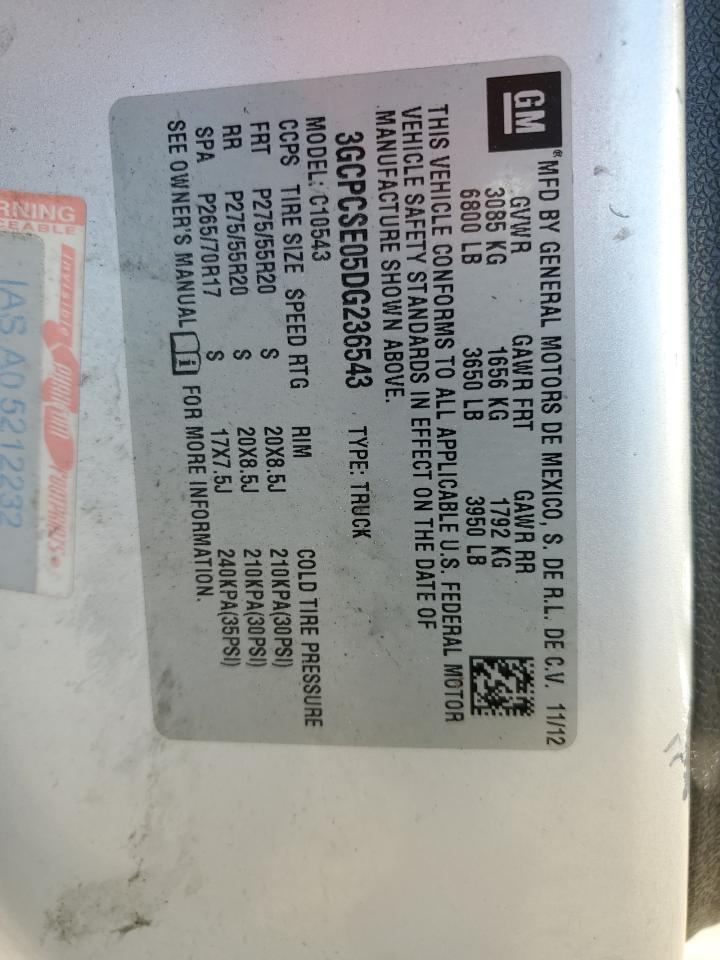 GM
® MFD BY GENERAL MOTORS DE MEXICO, S. DE R.L. DE C.V. 11/12
GVWR GAWR FRT GAWR RR
3085 KG 1656 KG 1792 KG
6800 LB 3650 LB 3950 LB
THIS VEHICLE CONFORMS TO ALL APPLICABLE U.S. FEDERAL MOTOR
VEHICLE SAFETY STANDARDS IN EFFECT ON THE DATE OF
MANUFACTURE SHOWN ABOVE.
3GCPCSE05DG236543 TYPE: TRUCK
MODEL: C10543
CCPS TIRE SIZE SPEED RTG RIM COLD TIRE PRESSURE
FRT P275/55R20 S 20X8.5J 210KPA(30PSI)
RR P275/55R20 S 20X8.5J 210KPA(30PSI)
SPA P265/70R17 S 17X7.5J 240KPA(35PSI)
SEE OWNER'S MANUAL i FOR MORE INFORMATION.
RNING
CEABLE
Invisible
PHANTOM
FOOTPRINTS®
IAS A0 5212232